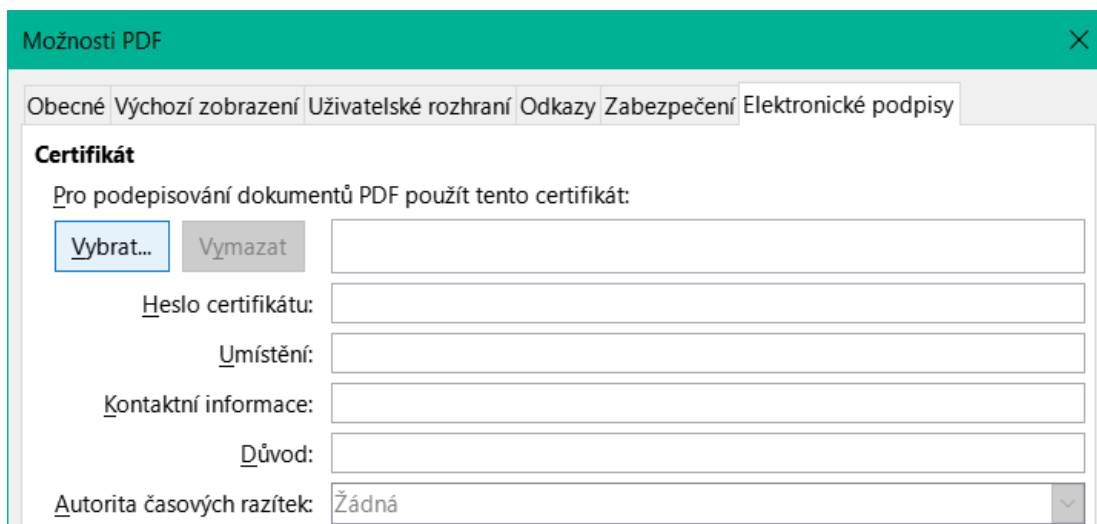 Možnosti PDF
Obecné Výchozí zobrazení Uživatelské rozhraní Odkazy Zabezpečení Elektronické podpisy
Certifikát
Pro podepisování dokumentů PDF použít tento certifikát:
Vybrat... Vymazat
Heslo certifikátu:
Umístění:
Kontaktní informace:
Důvod:
Autorita časových razítek: Žádná